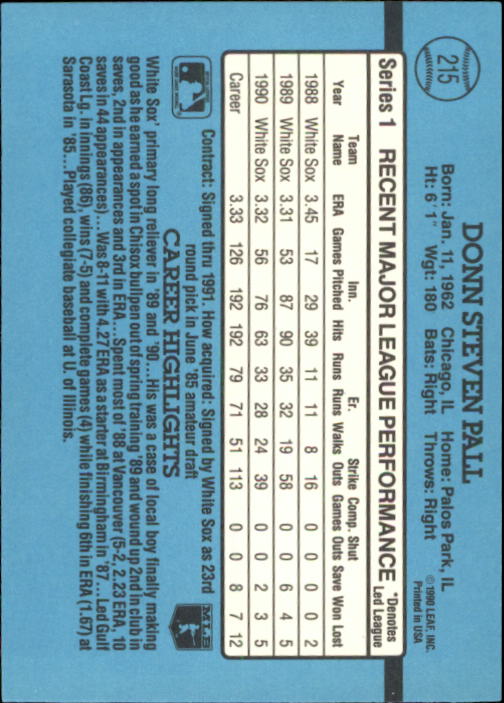 215
DONN STEVEN PALL
Born: Jan. 11, 1962 Chicago, IL Home: Palos Park, IL
Ht: 6' 1" Wgt: 180 Bats: Right Throws: Right
© 1990 LEAF, INC.
Printed in USA
Series 1 RECENT MAJOR LEAGUE PERFORMANCE *Denotes Led League
Team Inn. Er. Strike Comp. Shut
Year Name ERA Games Pitched Hits Runs Runs Walks Outs Games Outs Save Won Lost
1988 White Sox 3.45 17 29 39 11 11 8 16 0 0 0 0 2
1989 White Sox 3.31 53 87 90 35 32 19 58 0 0 6 4 5
1990 White Sox 3.32 56 76 63 33 28 24 39 0 0 2 3 5
Career 3.33 126 192 192 79 71 51 113 0 0 8 7 12
Contract: Signed thru 1991. How acquired: Signed by White Sox as 23rd
round pick in June '85 amateur draft
CAREER HIGHLIGHTS
MLB
White Sox' primary long reliever in '89 and '90...His was a case of local boy finally making
good as he earned a spot in Chisox bullpen out of spring training '89 and wound up 2nd in club in
saves, 2nd in appearances and 3rd in ERA...Spent most of '88 at Vancouver (5-2, 2.23 ERA, 10
saves in 44 appearances)...Was 8-11 with 4.27 ERA as a starter at Birmingham in '87...Led Gulf
Coast Lg. in innings (86), wins (7-5) and complete games (4) while finishing 6th in ERA (1.67) at
Sarasota in '85...Played collegiate baseball at U. of Illinois.